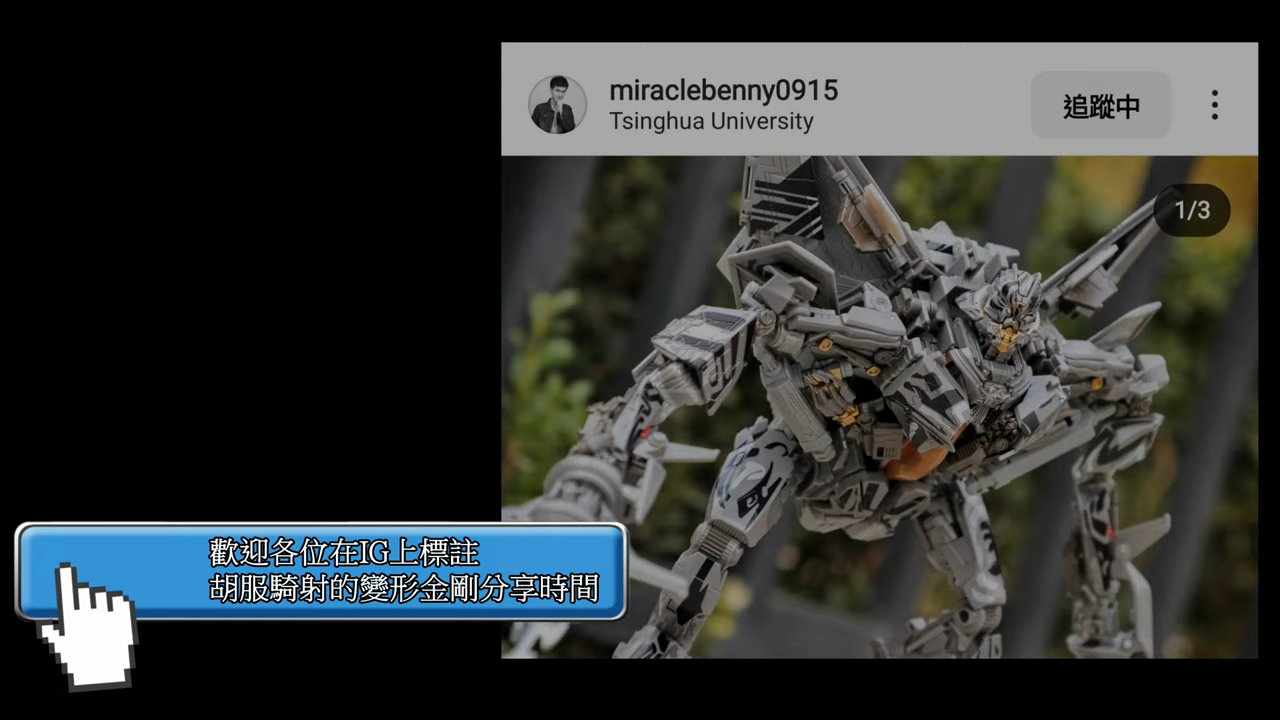 miraclebenny0915
Tsinghua University
追蹤中
1/3
歡迎各位在IG上標註
胡服騎射的變形金剛分享時間